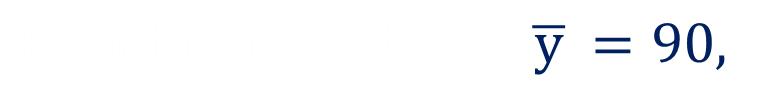 y̅ = 90,